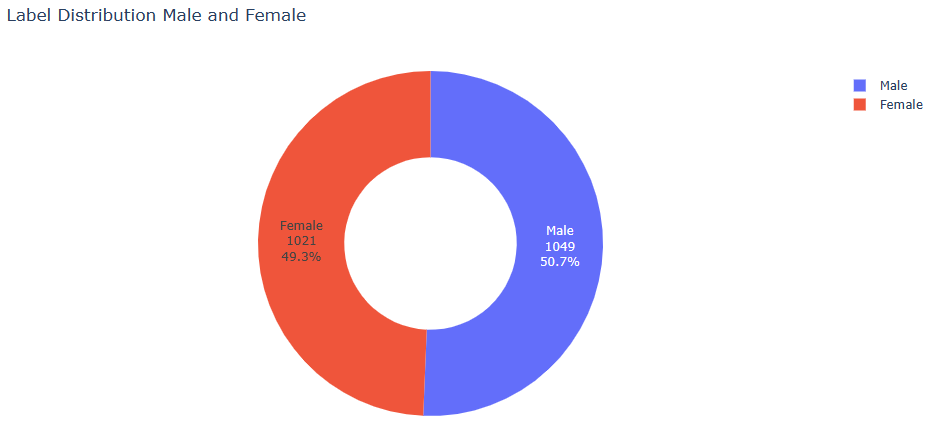 Label Distribution Male and Female
Male
Female
Female
1021
49.3%
Male
1049
50.7%